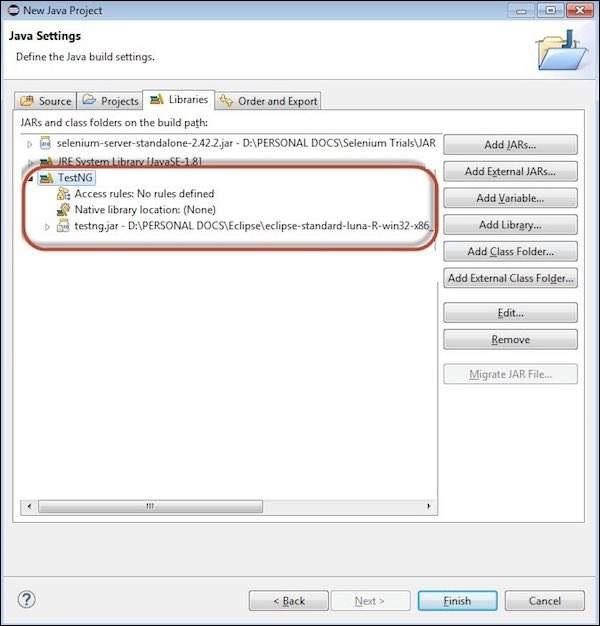 New Java Project
Java Settings
Define the Java build settings.
Source Projects Libraries Order and Export
JARs and class folders on the build path:
selenium-server-standalone-2.42.2.jar - D:\PERSONAL DOCS\Selenium Trials\JAR
JRE System Library [JavaSE-1.8]
TestNG
Access rules: No rules defined
Native library location: (None)
testng.jar - D:\PERSONAL DOCS\Eclipse\eclipse-standard-luna-R-win32-x86_
Add JARs...
Add External JARs...
Add Variable...
Add Library...
Add Class Folder...
Add External Class Folder...
Edit...
Remove
Migrate JAR File...
? < Back Next > Finish Cancel